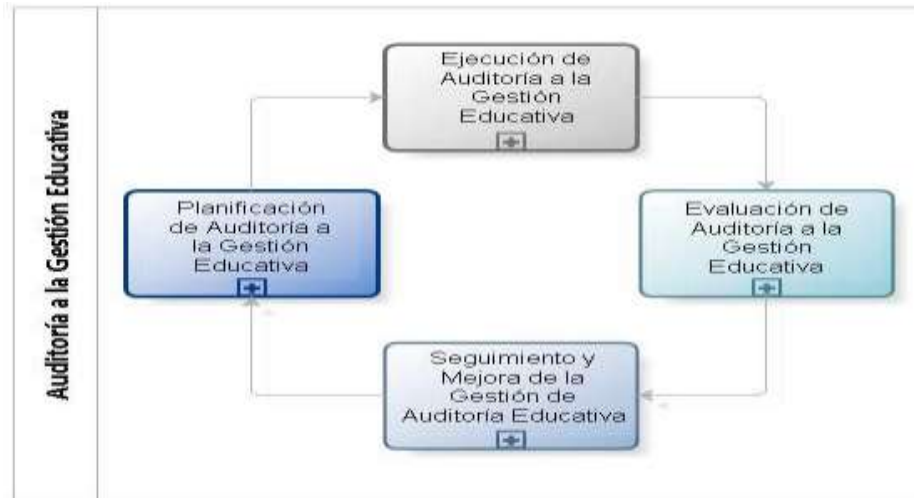 Auditoría a la Gestión Educativa
Ejecución de
Auditoría a la
Gestión
Educativa
Planificación
de Auditoría a
la Gestión
Educativa
Evaluación de
Auditoría a la
Gestión
Educativa
Seguimiento y
Mejora de la
Gestión de
Auditoría Educativa